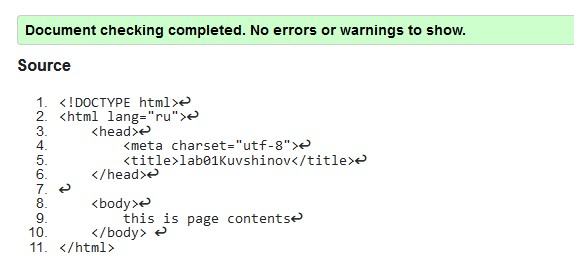 Document checking completed. No errors or warnings to show.
Source
1. <!DOCTYPE html>↩
2. <html lang="ru">↩
3.     <head>↩
4.         <meta charset="utf-8">↩
5.         <title>lab01Kuvshinov</title>↩
6.     </head>↩
7. ↩
8.     <body>↩
9.         this is page contents↩
10.     </body> ↩
11. </html>